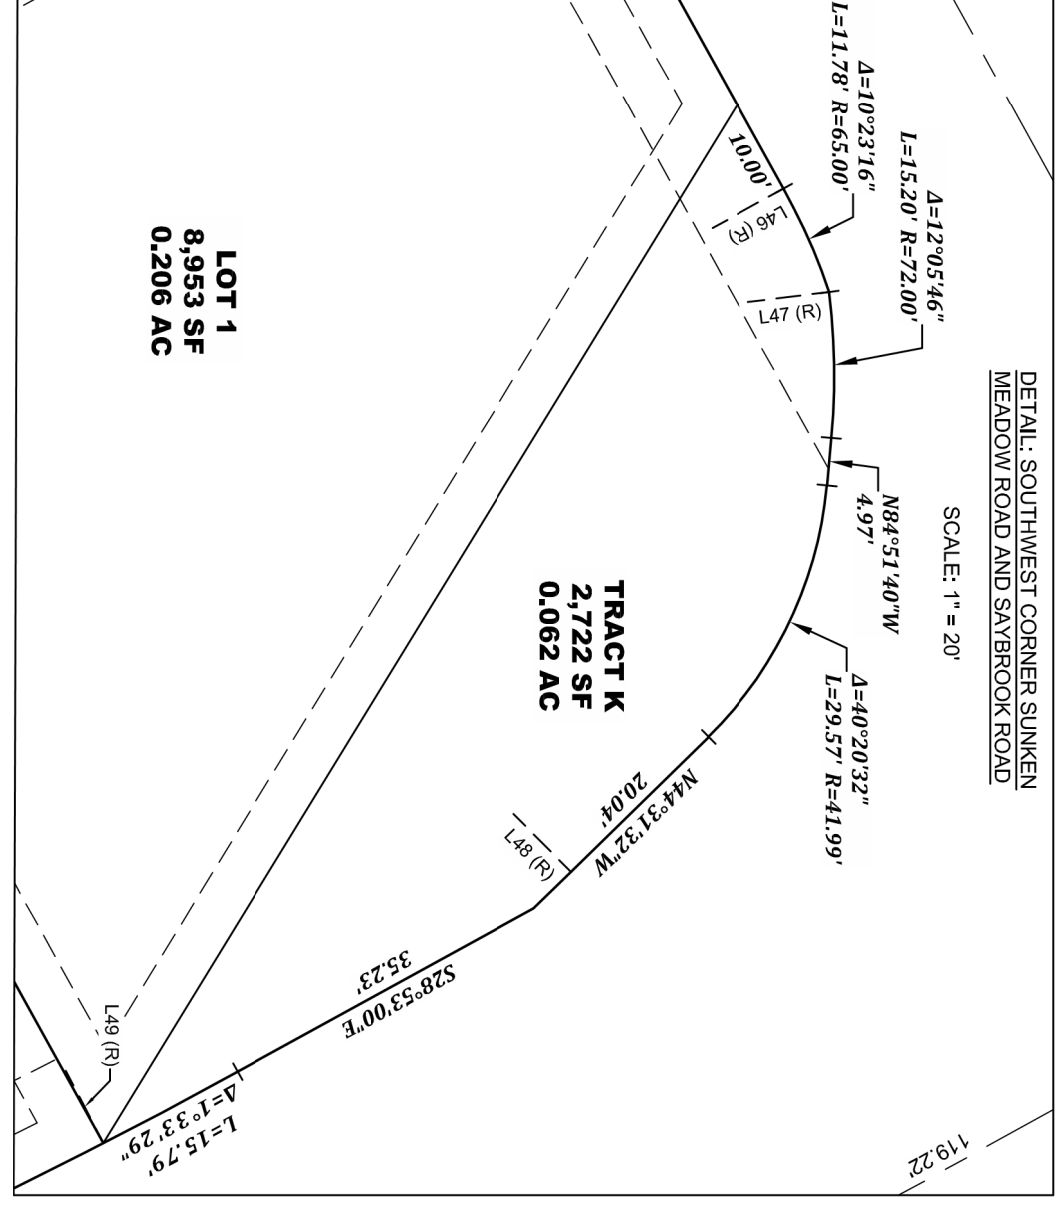 DETAIL: SOUTHWEST CORNER SUNKEN
MEADOW ROAD AND SAYBROOK ROAD
SCALE: 1" = 20'
Δ=10°23'16"
L=11.78' R=65.00'
Δ=12°05'46"
L=15.20' R=72.00'
N84°51'40"W
4.97'
Δ=40°20'32"
L=29.57' R=41.99'
10.00'
L46 (R)
L47 (R)
N44°31'32"W
20.04'
L48 (R)
TRACT K
2,722 SF
0.062 AC
LOT 1
8,953 SF
0.206 AC
35.23'
S28°53'00"E
L49 (R)
Δ=1°33'29"
L=15.79'
119.22'